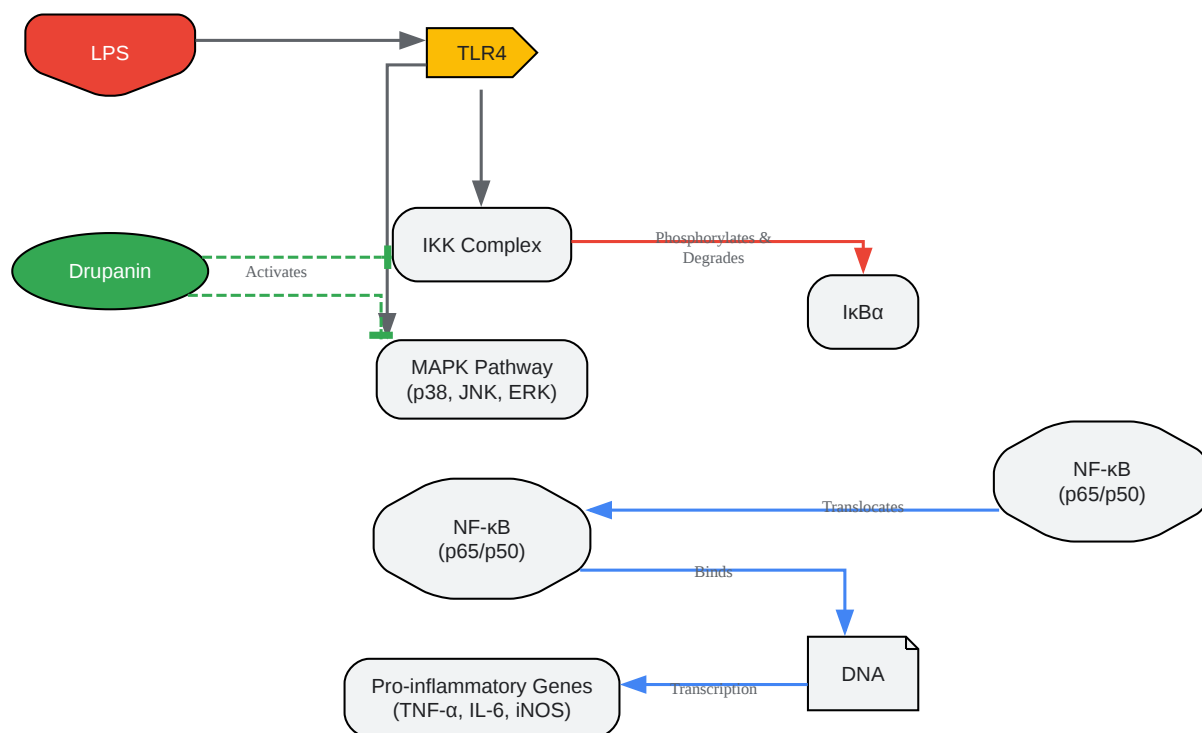 LPS
TLR4
IKK Complex
Phosphorylates &
Degrades
Drupanin
Activates
IκBα
MAPK Pathway
(p38, JNK, ERK)
NF-κB
(p65/p50)
Translocates
NF-κB
(p65/p50)
Binds
DNA
Transcription
Pro-inflammatory Genes
(TNF-α, IL-6, iNOS)